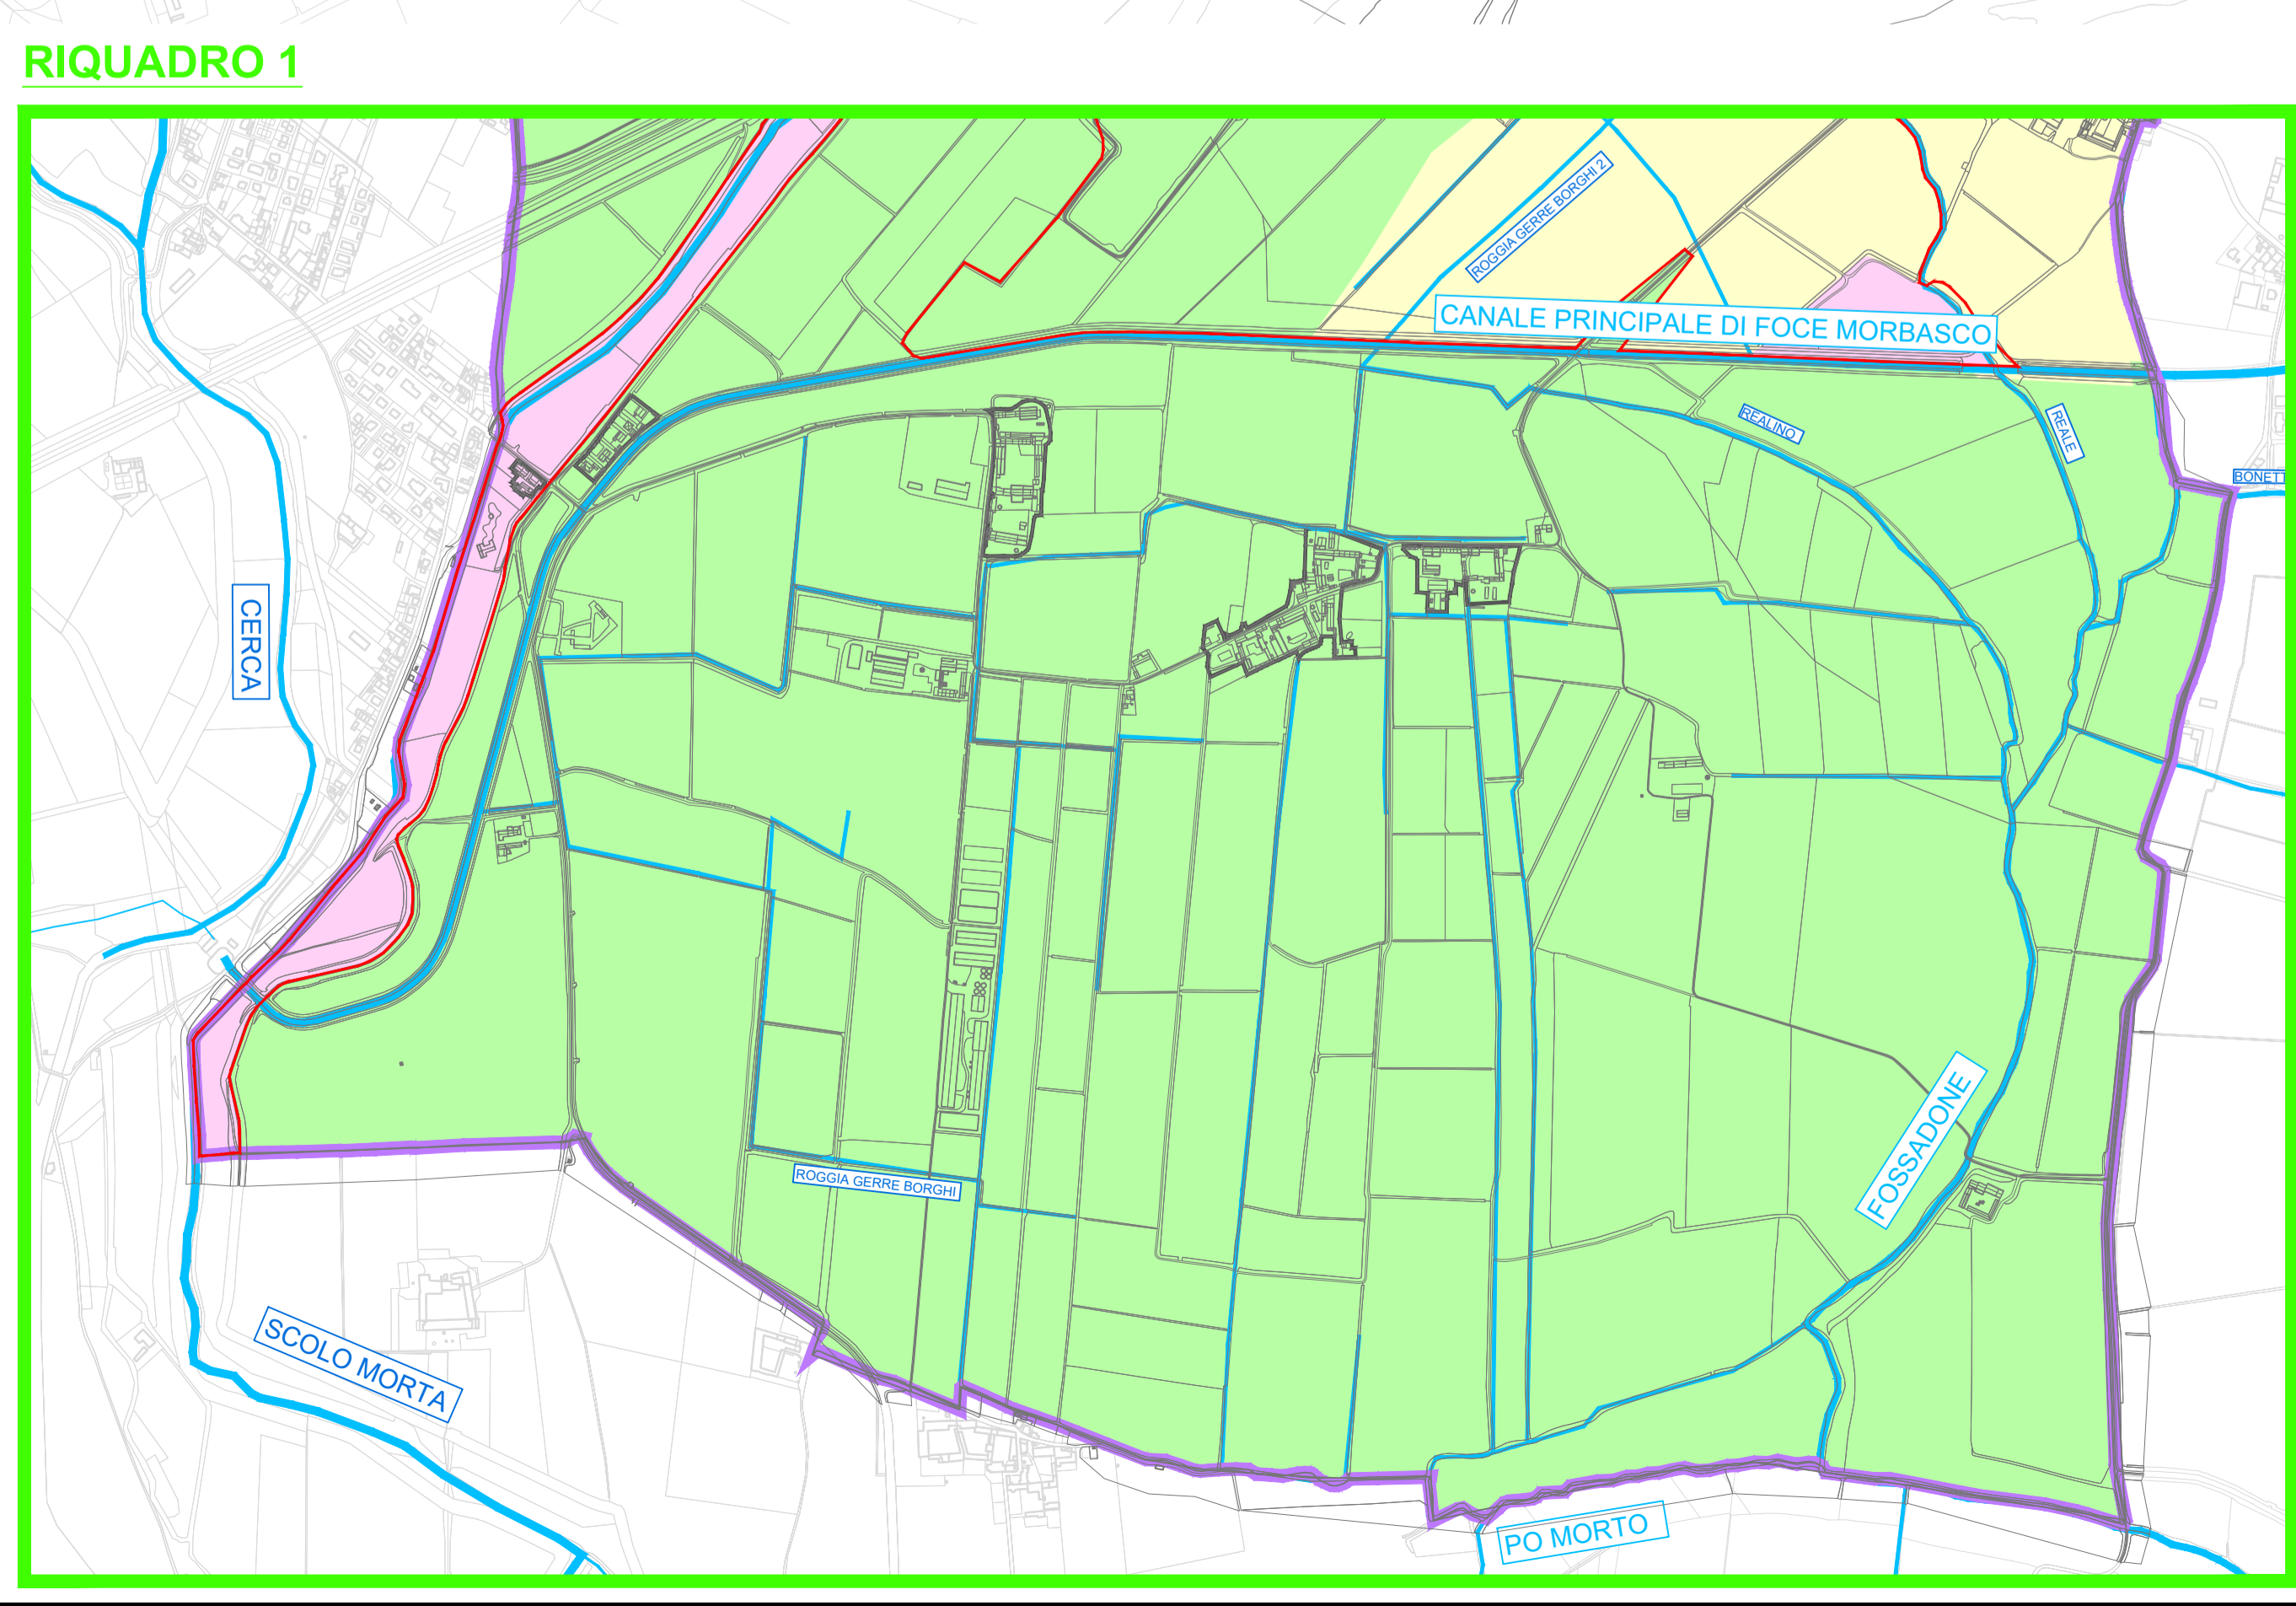 RIQUADRO 1
ROGGIA GERRE BORGHI 2
CANALE PRINCIPALE DI FOCE MORBASCO
REALINO
REALE
BONETT
CERCA
FOSSADONE
ROGGIA GERRE BORGHI
SCOLO MORTA
PO MORTO